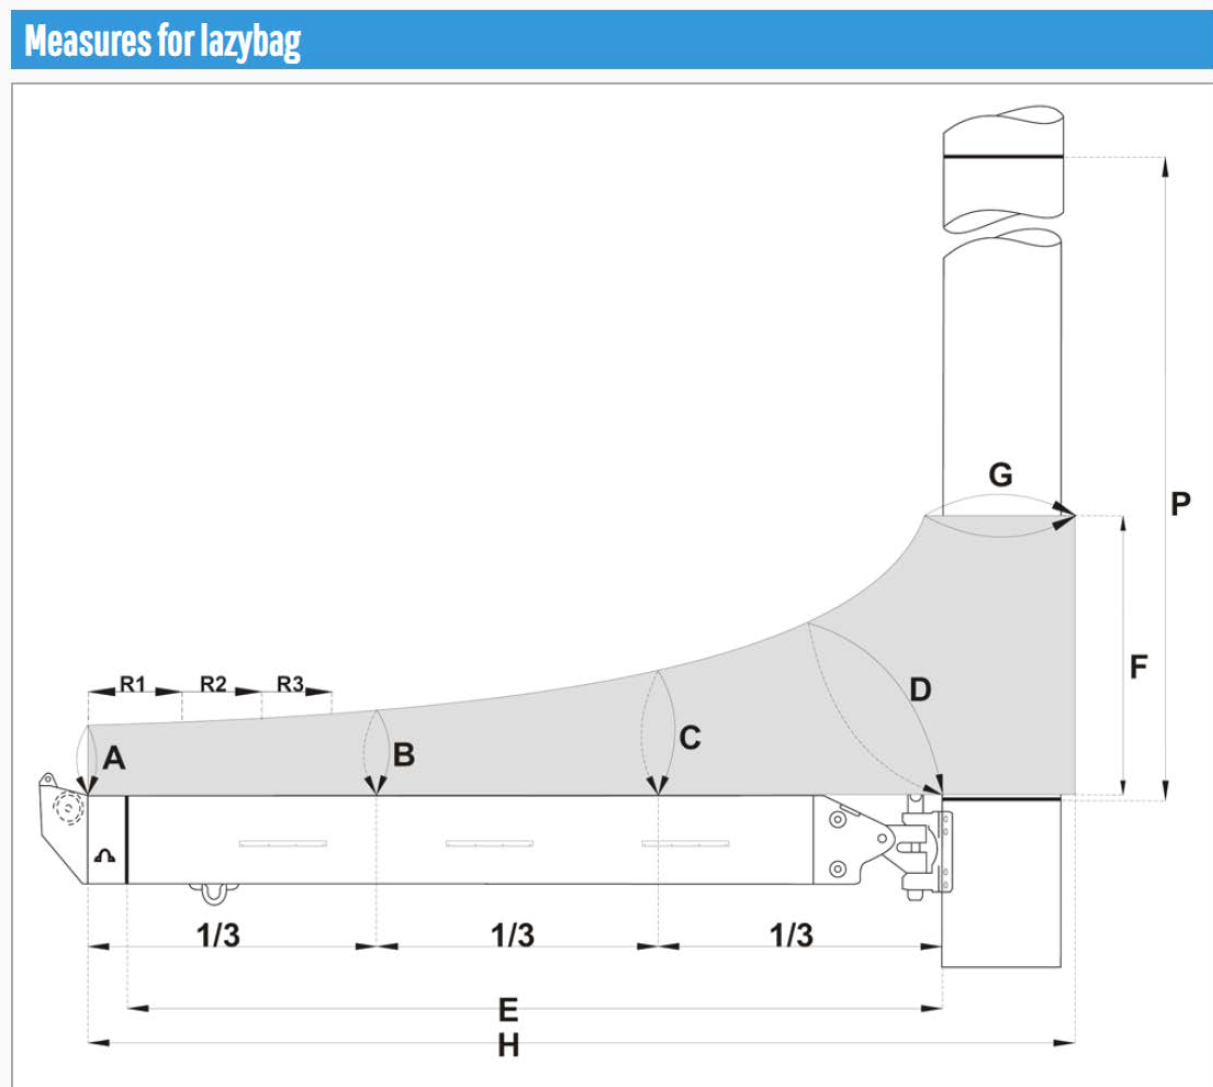 Measures for lazybag
G
P
F
R1 R2 R3
D
A B C
1/3 1/3 1/3
E
H